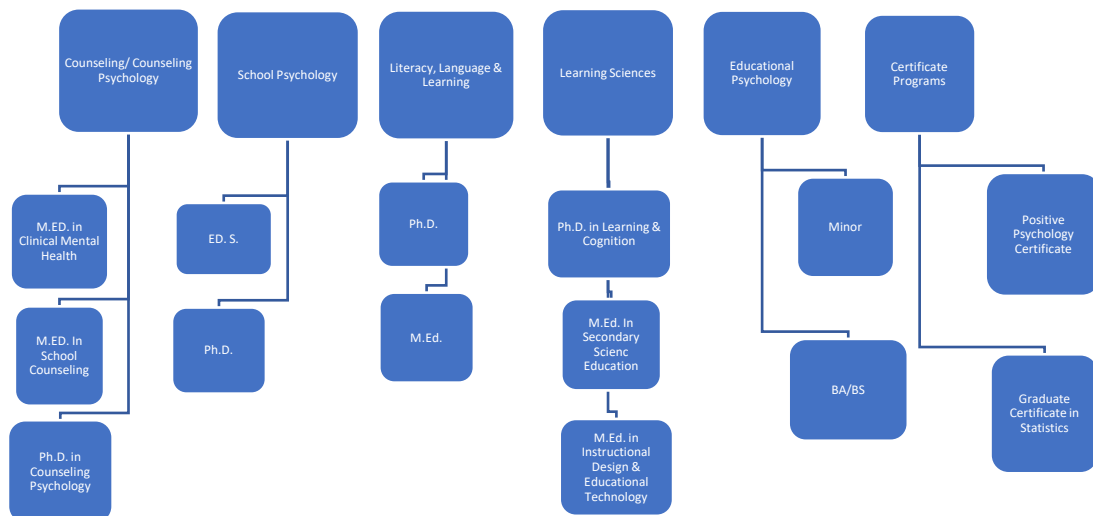 Counseling/ Counseling
Psychology
School Psychology
Literacy, Language &
Learning
Learning Sciences
Educational
Psychology
Certificate
Programs
M.ED. in
Clinical Mental
Health
M.ED. In
School
Counseling
Ph.D. in
Counseling
Psychology
ED. S.
Ph.D.
Ph.D.
M.Ed.
Ph.D. in Learning &
Cognition
M.Ed. In
Secondary
Scienc
Education
M.Ed. in
Instructional
Design &
Educational
Technology
Minor
BA/BS
Positive
Psychology
Certificate
Graduate
Certificate in
Statistics